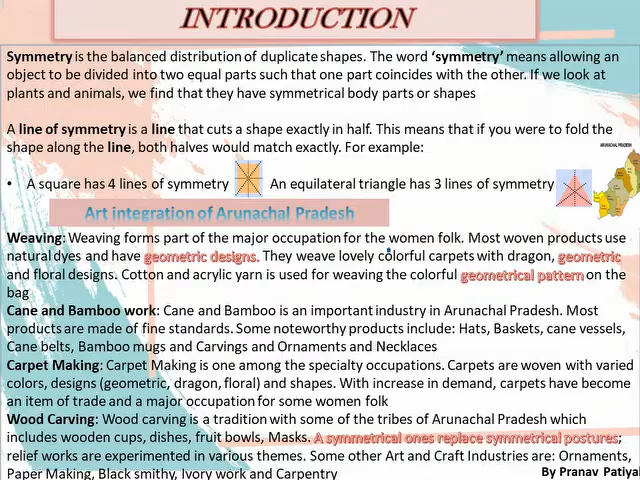 INTRODUCTION
Symmetry is the balanced distribution of duplicate shapes. The word ‘symmetry’ means allowing an
object to be divided into two equal parts such that one part coincides with the other. If we look at
plants and animals, we find that they have symmetrical body parts or shapes
A line of symmetry is a line that cuts a shape exactly in half. This means that if you were to fold the
shape along the line, both halves would match exactly. For example:
ARUNACHAL PRADESH
• A square has 4 lines of symmetry An equilateral triangle has 3 lines of symmetry
Art integration of Arunachal Pradesh
Weaving: Weaving forms part of the major occupation for the women folk. Most woven products use
natural dyes and have geometric designs. They weave lovely colorful carpets with dragon, geometric
and floral designs. Cotton and acrylic yarn is used for weaving the colorful geometrical pattern on the
bag
Cane and Bamboo work: Cane and Bamboo is an important industry in Arunachal Pradesh. Most
products are made of fine standards. Some noteworthy products include: Hats, Baskets, cane vessels,
Cane belts, Bamboo mugs and Carvings and Ornaments and Necklaces
Carpet Making: Carpet Making is one among the specialty occupations. Carpets are woven with varied
colors, designs (geometric, dragon, floral) and shapes. With increase in demand, carpets have become
an item of trade and a major occupation for some women folk
Wood Carving: Wood carving is a tradition with some of the tribes of Arunachal Pradesh which
includes wooden cups, dishes, fruit bowls, Masks. A symmetrical ones replace symmetrical postures;
relief works are experimented in various themes. Some other Art and Craft Industries are: Ornaments,
Paper Making, Black smithy, Ivory work and Carpentry
By Pranav Patiyal